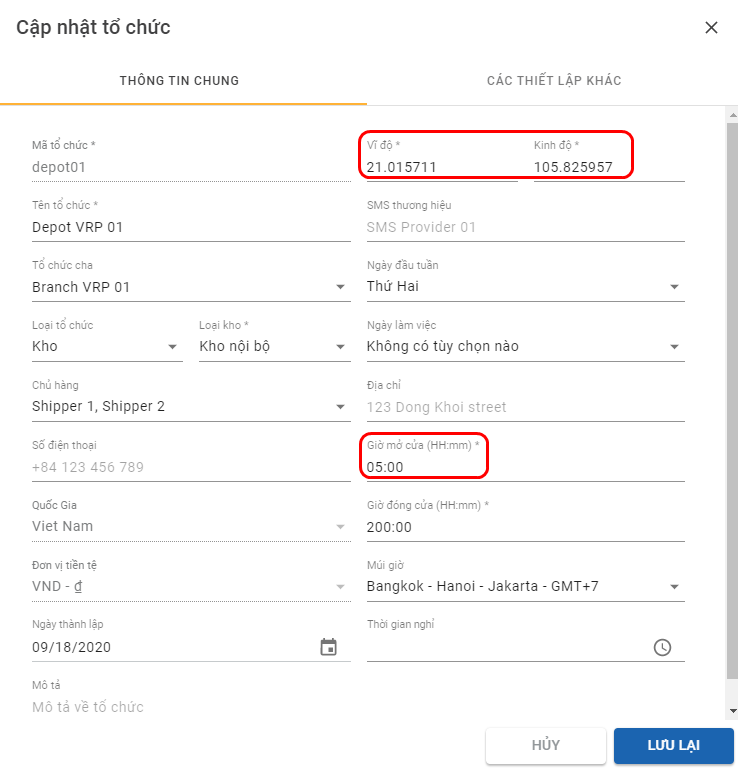 Cập nhật tổ chức
THÔNG TIN CHUNG
CÁC THIẾT LẬP KHÁC
Mã tổ chức *
depot01
Vĩ độ *
21.015711
Kinh độ *
105.825957
Tên tổ chức *
Depot VRP 01
SMS thương hiệu
SMS Provider 01
Tổ chức cha
Branch VRP 01
Ngày đầu tuần
Thứ Hai
Loại tổ chức
Kho
Loại kho *
Kho nội bộ
Ngày làm việc
Không có tùy chọn nào
Chủ hàng
Shipper 1, Shipper 2
Địa chỉ
123 Dong Khoi street
Số điện thoại
+84 123 456 789
Giờ mở cửa (HH:mm) *
05:00
Quốc Gia
Viet Nam
Giờ đóng cửa (HH:mm) *
200:00
Đơn vị tiền tệ
VND - ₫
Múi giờ
Bangkok - Hanoi - Jakarta - GMT+7
Ngày thành lập
09/18/2020
Thời gian nghỉ
Mô tả
Mô tả về tổ chức
HỦY
LƯU LẠI